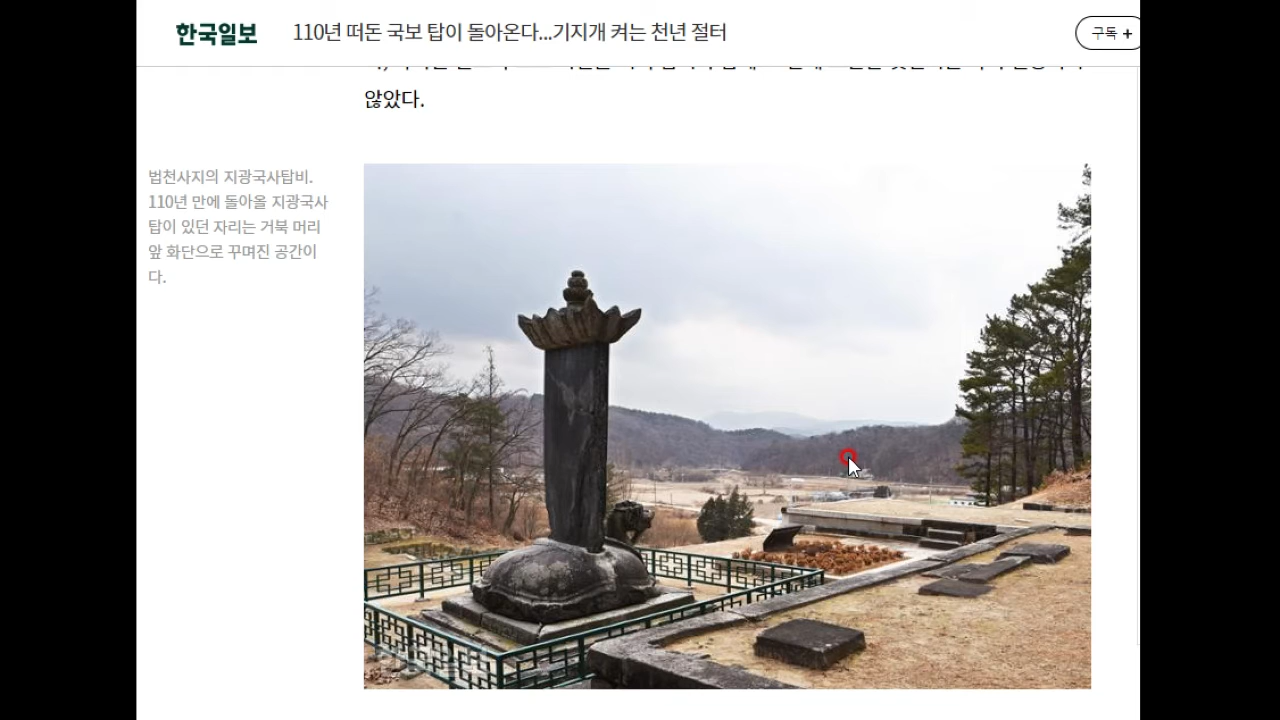 한국일보 110년 떠돈 국보 탑이 돌아온다...기지개 켜는 천년 절터 구독 +
않았다.
법천사지의 지광국사탑비.
110년 만에 돌아올 지광국사
탑이 있던 자리는 거북 머리
앞 화단으로 꾸며진 공간이
다.